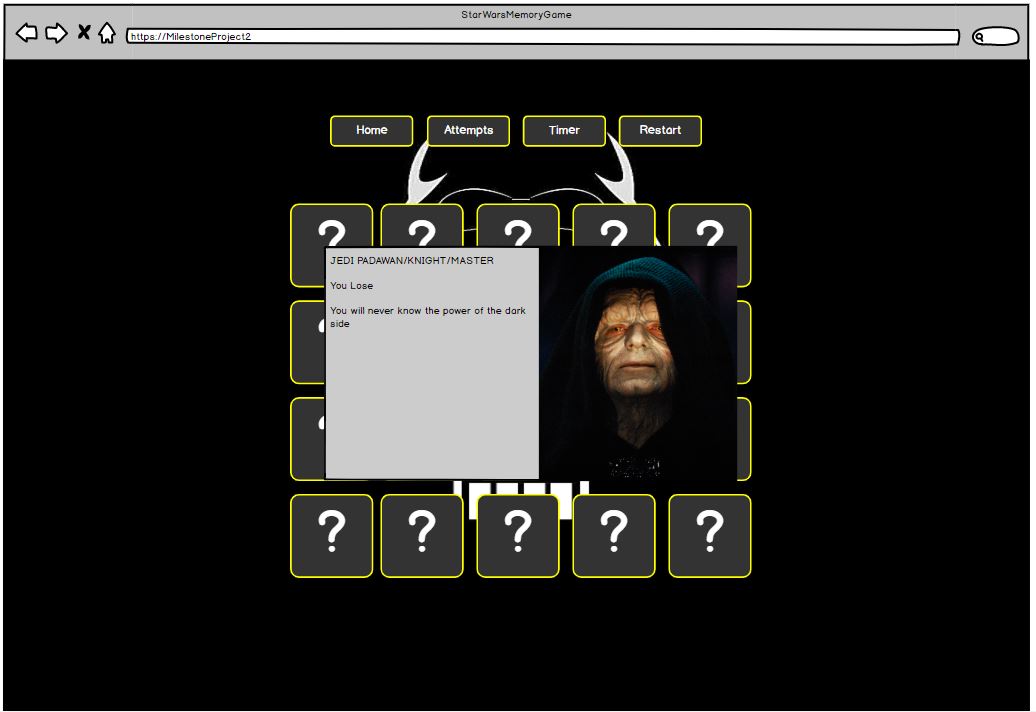 StarWarsMemoryGame
https://MilestoneProject2
Home Attempts Timer Restart
? ? ? ? ?
JEDI PADAWAN/KNIGHT/MASTER
You Lose
You will never know the power of the dark
side
? ? ? ? ?